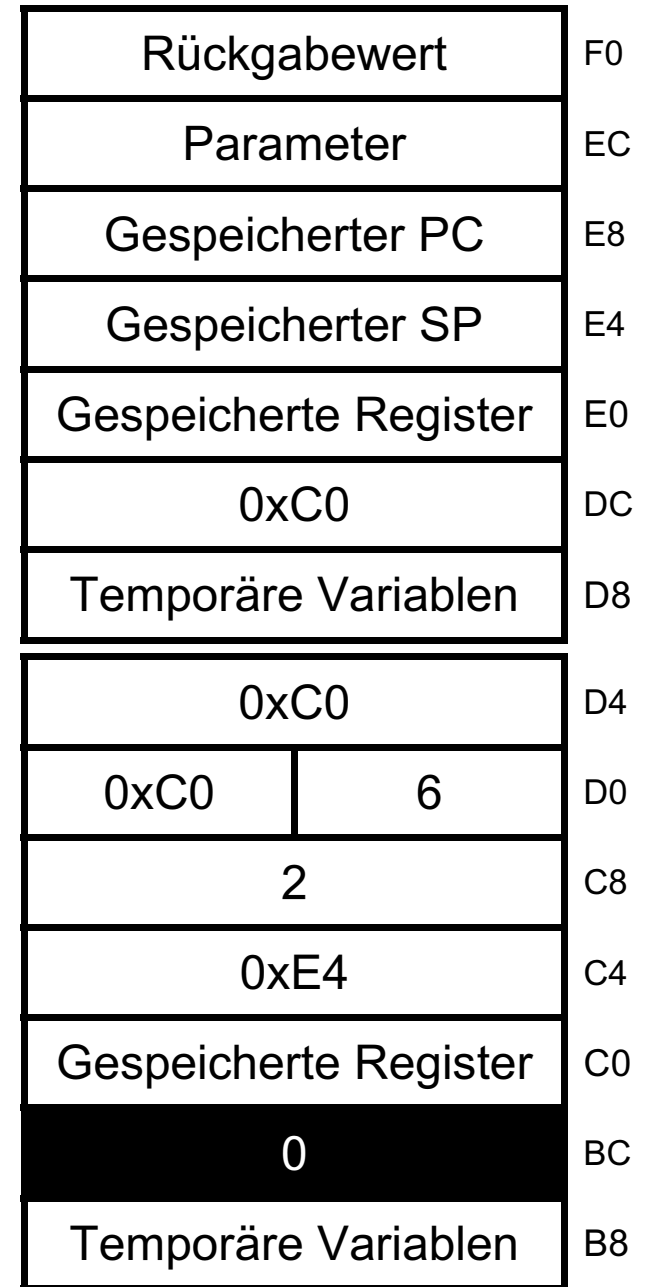 Rückgabewert F0
Parameter EC
Gespeicherter PC E8
Gespeicherter SP E4
Gespeicherte Register E0
0xC0 DC
Temporäre Variablen D8
0xC0 D4
0xC0 6 D0
2 C8
0xE4 C4
Gespeicherte Register C0
0 BC
Temporäre Variablen B8